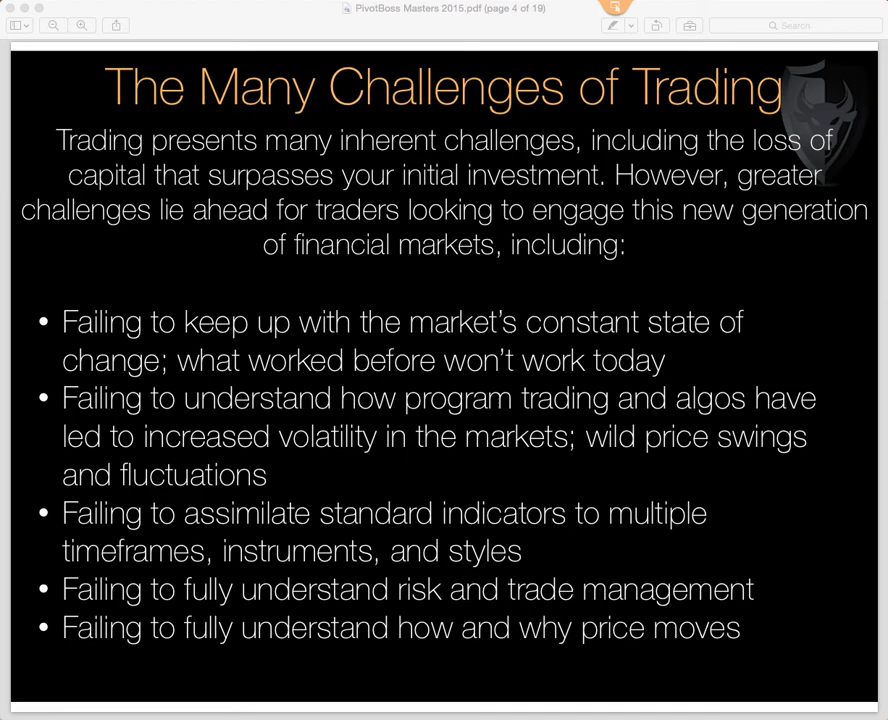 PivotBoss Masters 2015.pdf (page 4 of 19)
Search
The Many Challenges of Trading
Trading presents many inherent challenges, including the loss of
capital that surpasses your initial investment. However, greater
challenges lie ahead for traders looking to engage this new generation
of financial markets, including:
• Failing to keep up with the market's constant state of
change; what worked before won't work today
• Failing to understand how program trading and algos have
led to increased volatility in the markets; wild price swings
and fluctuations
• Failing to assimilate standard indicators to multiple
timeframes, instruments, and styles
• Failing to fully understand risk and trade management
• Failing to fully understand how and why price moves